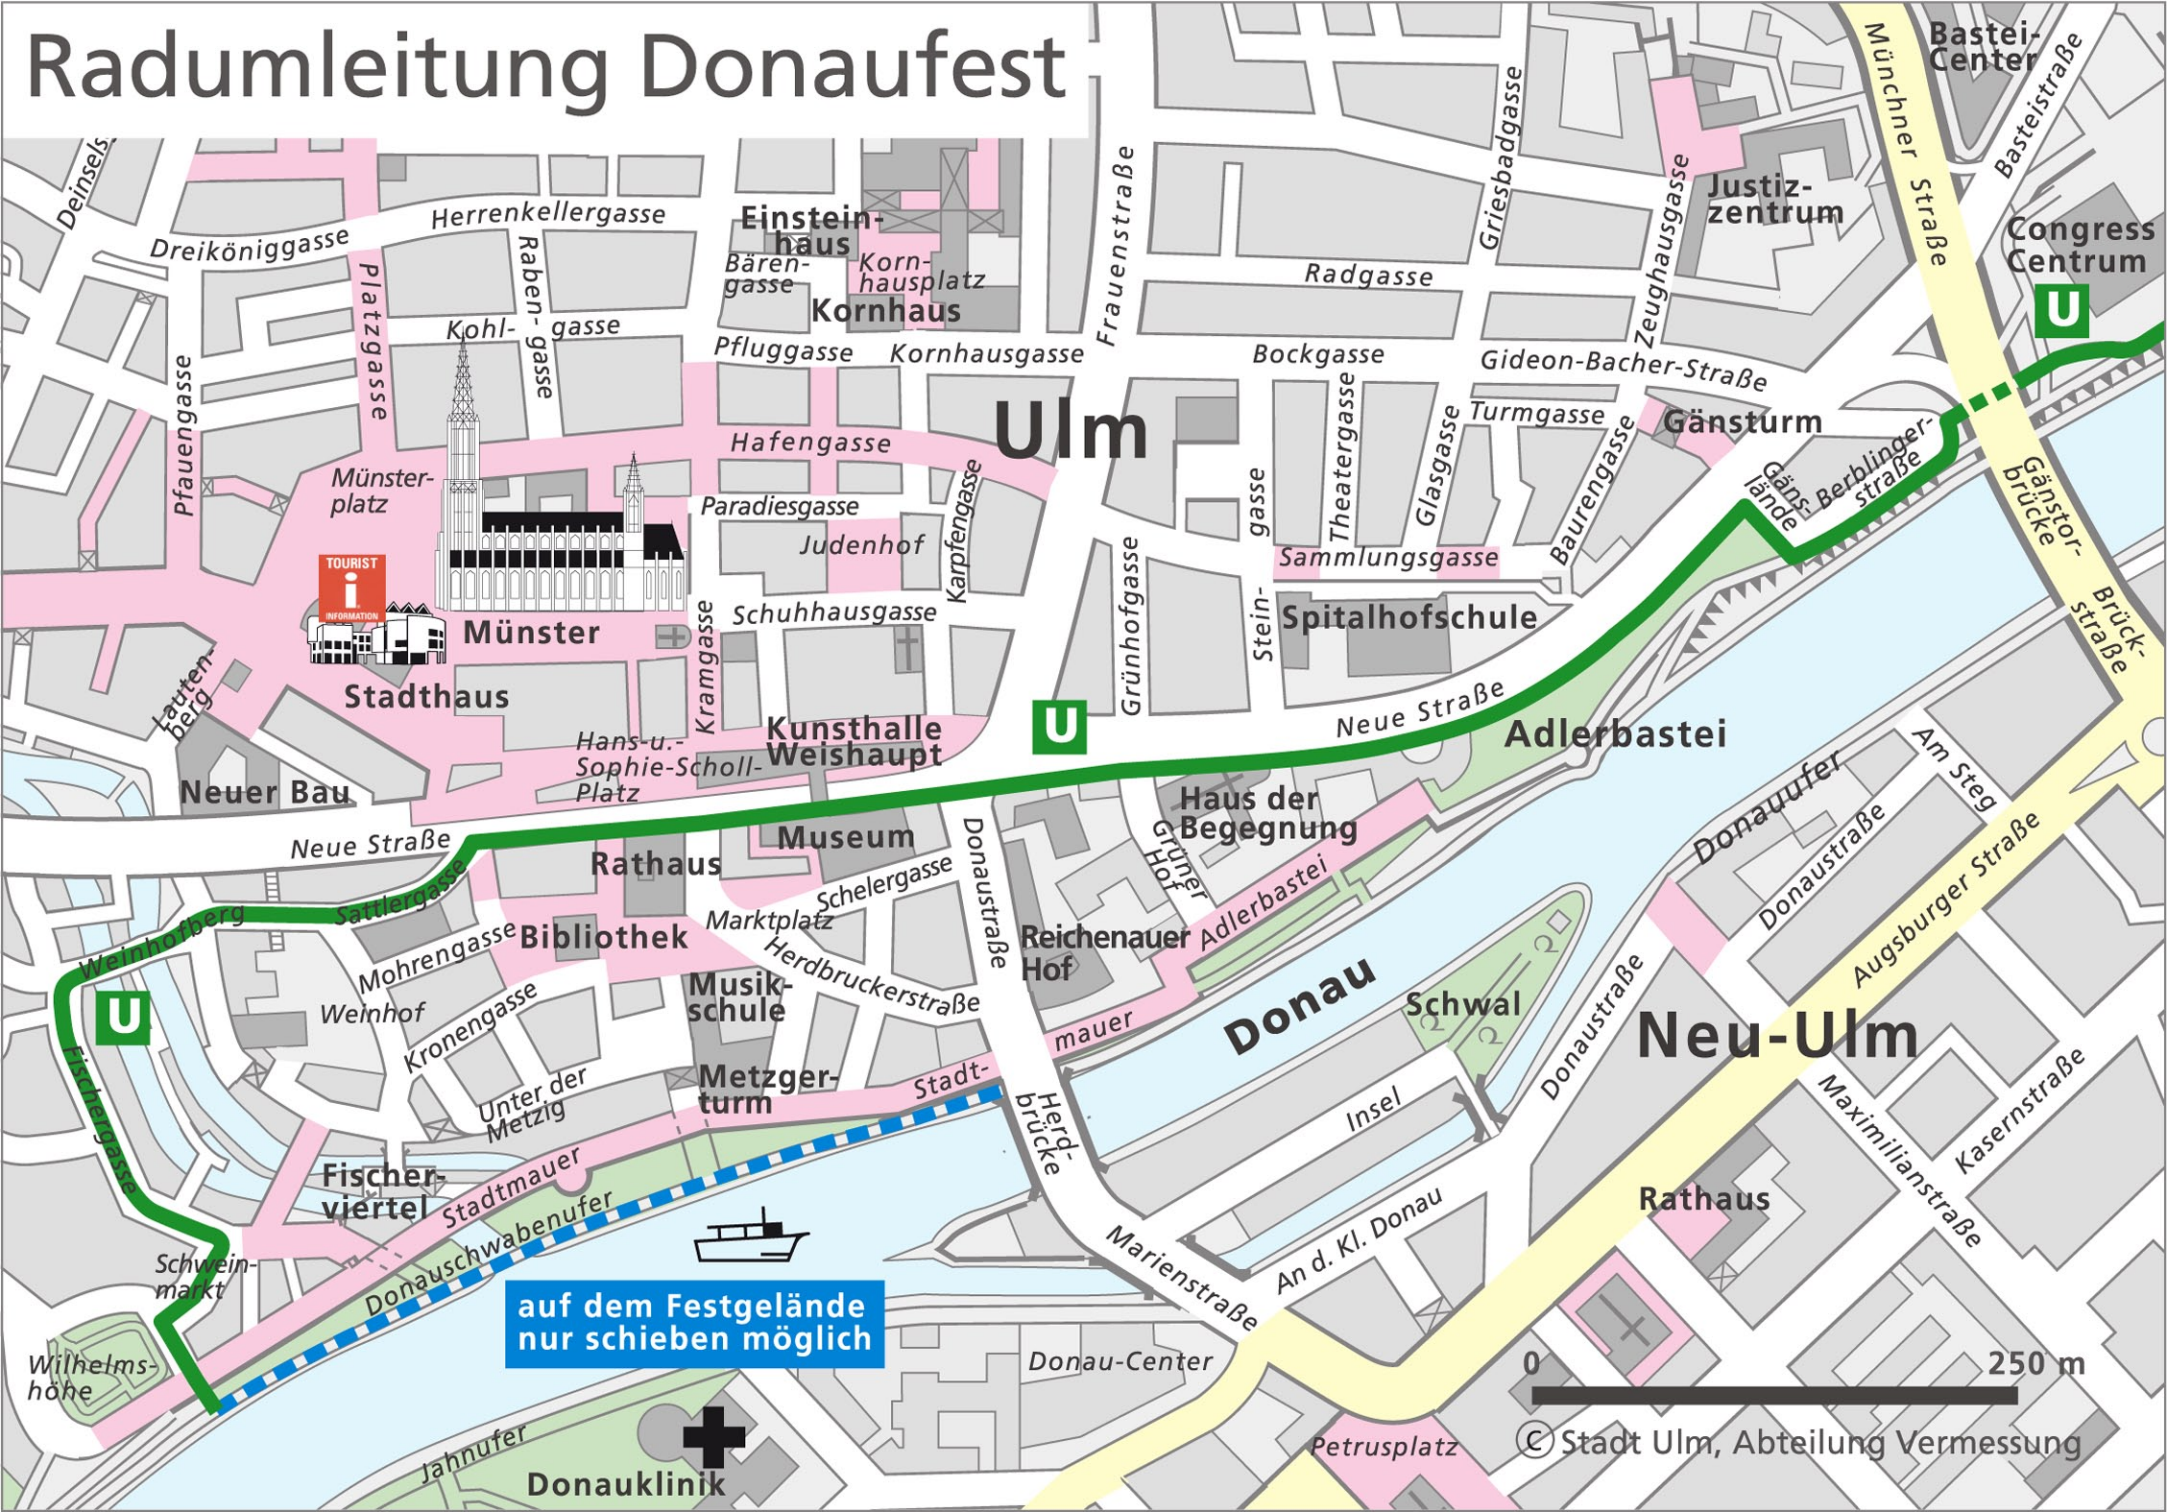 Radumleitung Donaufest
Münchner Straße
Bastei-
Center
Basteistraße
Deinsels
Griesbadgasse
Frauenstraße
Zeughausgasse
Justiz-
zentrum
Congress
Centrum
U
Herrenkellergasse
Dreiköniggasse
Einstein-
haus
Bären-
gasse
Korn-
hausplatz
Kornhaus
Platzgasse
Raben-
gasse
Kohl-
gasse
Radgasse
Pfluggasse
Kornhausgasse
Bockgasse
Gideon-Bacher-Straße
Pfauengasse
Ulm
Theatergasse
Glasgasse
Turmgasse
Baurengasse
Gänsturm
Hafengasse
Münster-
platz
Karpfengasse
Gäns-
lände
Berblinger-
straße
Gänstor-
brücke
Paradiesgasse
Judenhof
Stein-
gasse
Sammlungsgasse
Grünhofgasse
TOURIST
i
INFORMATION
Münster
Schuhhausgasse
Kramgasse
Spitalhofschule
Brück-
straße
Lauten-
berg
Stadthaus
Neue Straße
Adlerbastei
U
Hans-u.-
Sophie-Scholl-
Platz
Kunsthalle
Weishaupt
Neuer Bau
Neue Straße
Rathaus
Museum
Haus der
Begegnung
Grüner
Hof
Donauufer
Am Steg
Donaustraße
Augsburger Straße
Sattlergasse
Weinhofberg
Schelergasse
Marktplatz
Donaustraße
Adlerbastei
Bibliothek
Mohrengasse
Herdbruckerstraße
Reichenauer
Hof
Donau
Schwal
Donaustraße
Neu-Ulm
U
Weinhof
Kronengasse
Musik-
schule
Stadt-
mauer
Fischergasse
Unter der
Metzig
Metzger-
turm
Herd-
brücke
Insel
Maximilianstraße
Kasernstraße
Fischer-
viertel
Stadtmauer
Donauschwabenufer
An d. Kl. Donau
Rathaus
Schwein-
markt
Marienstraße
auf dem Festgelände
nur schieben möglich
Wilhelms-
höhe
Donau-Center
0 250 m
Jahnufer
Donauklinik
Petrusplatz
© Stadt Ulm, Abteilung Vermessung